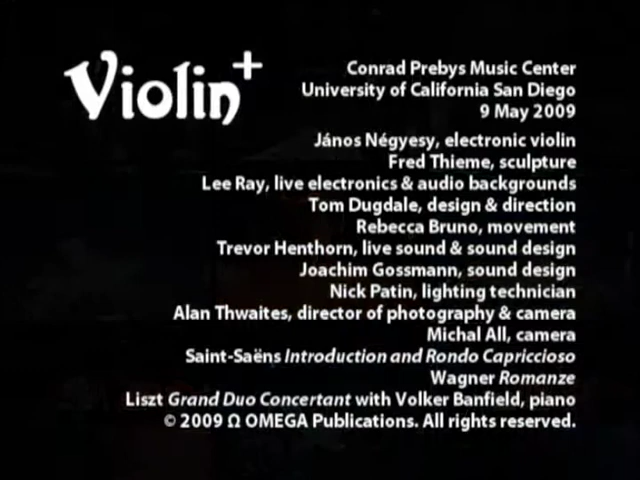 Violin+
Conrad Prebys Music Center
University of California San Diego
9 May 2009
János Négyesy, electronic violin
Fred Thieme, sculpture
Lee Ray, live electronics & audio backgrounds
Tom Dugdale, design & direction
Rebecca Bruno, movement
Trevor Henthorn, live sound & sound design
Joachim Gossmann, sound design
Nick Patin, lighting technician
Alan Thwaites, director of photography & camera
Michal All, camera
Saint-Saëns Introduction and Rondo Capriccioso
Wagner Romanze
Liszt Grand Duo Concertant with Volker Banfield, piano
© 2009 Ω OMEGA Publications. All rights reserved.